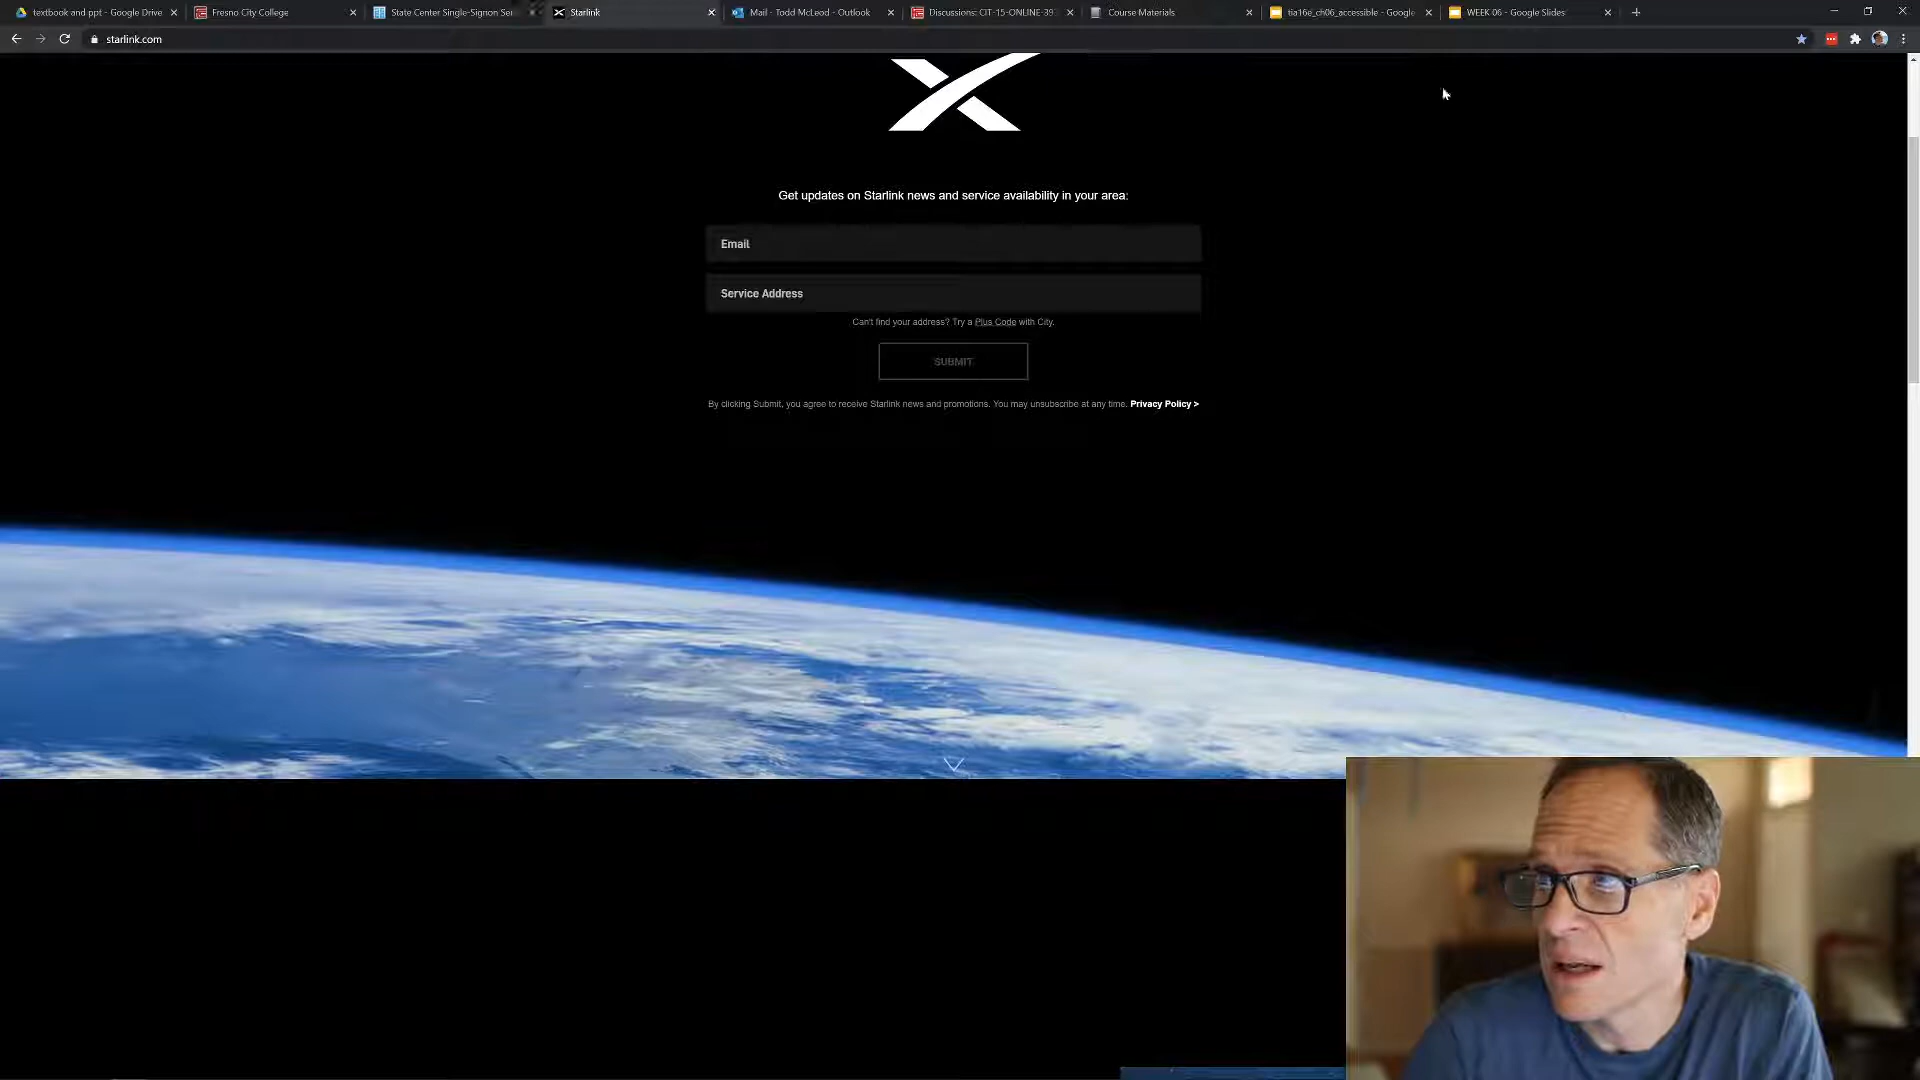 textbook and ppt - Google Drive
Fresno City College
State Center Single-Signon Ser
Starlink
Mail - Todd McLeod - Outlook
Discussions: CIT-15-ONLINE-39
Course Materials
tia16e_ch06_accessible - Google
WEEK 06 - Google Slides
starlink.com
Get updates on Starlink news and service availability in your area:
Email
Service Address
Can't find your address? Try a Plus Code with City.
SUBMIT
By clicking Submit, you agree to receive Starlink news and promotions. You may unsubscribe at any time. Privacy Policy >